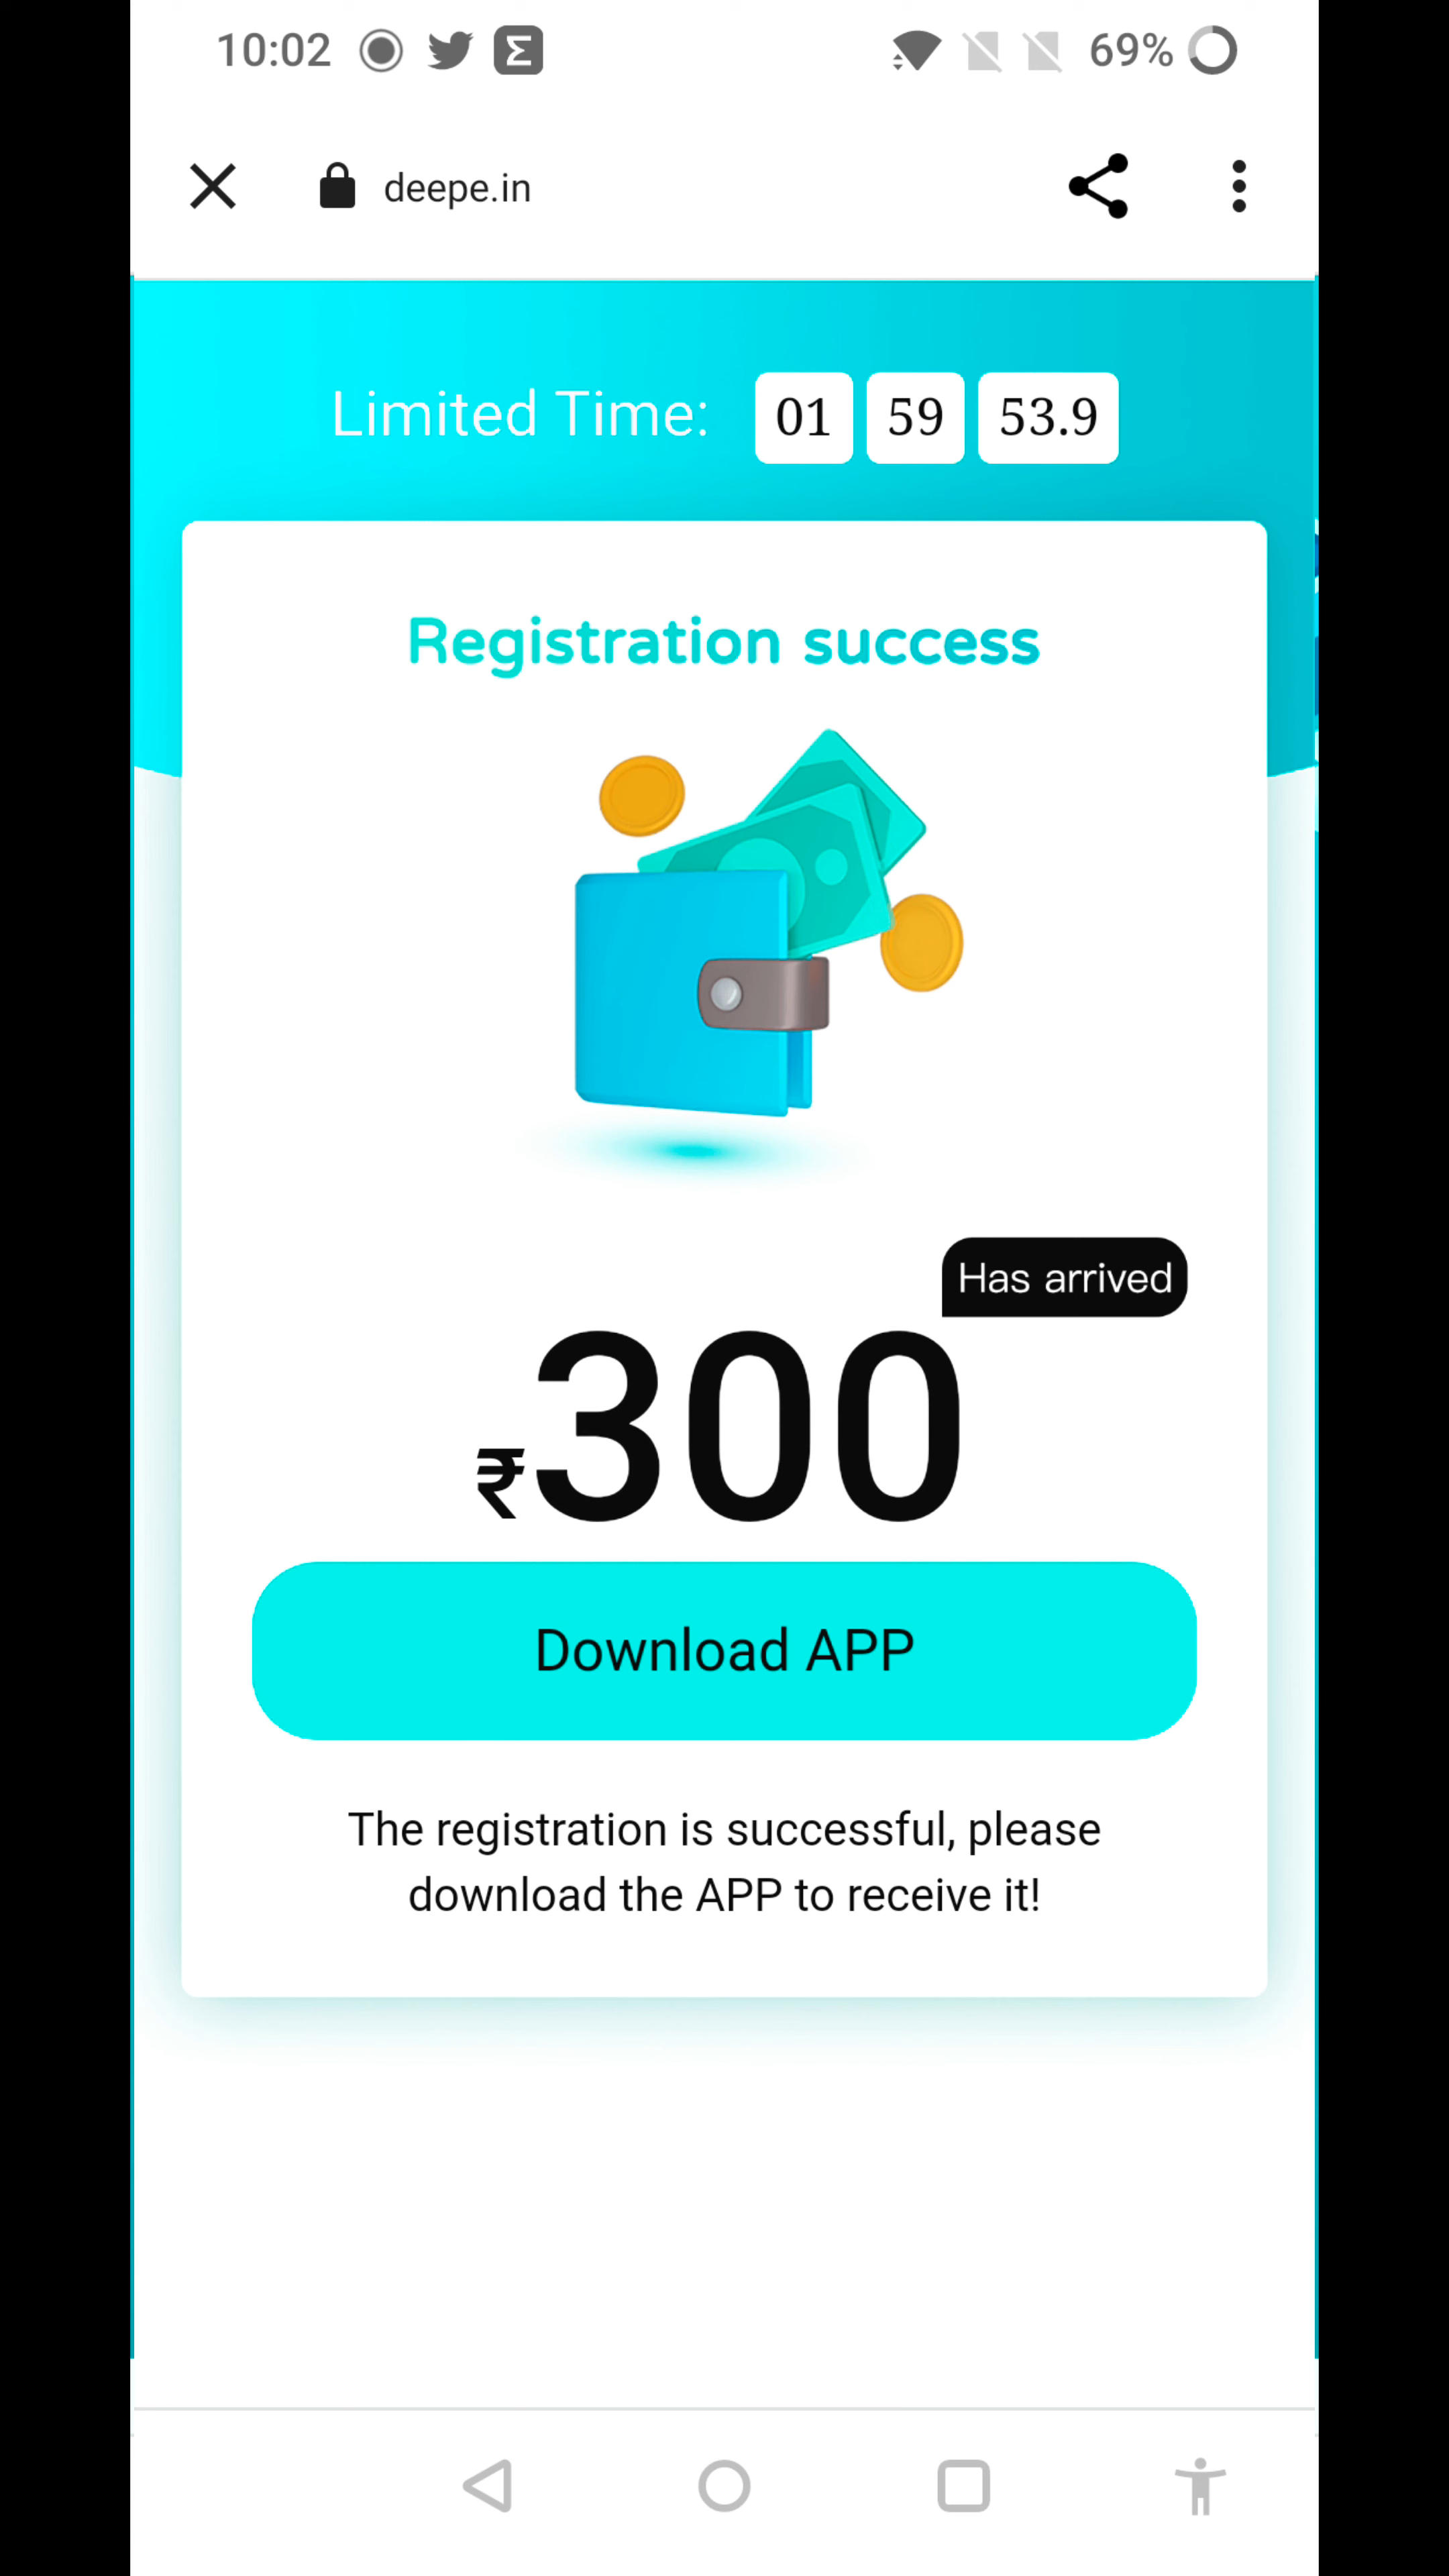 10:02 69%
deepe.in
Limited Time: 01 59 53.9
Registration success
Has arrived
₹300
Download APP
The registration is successful, please
download the APP to receive it!